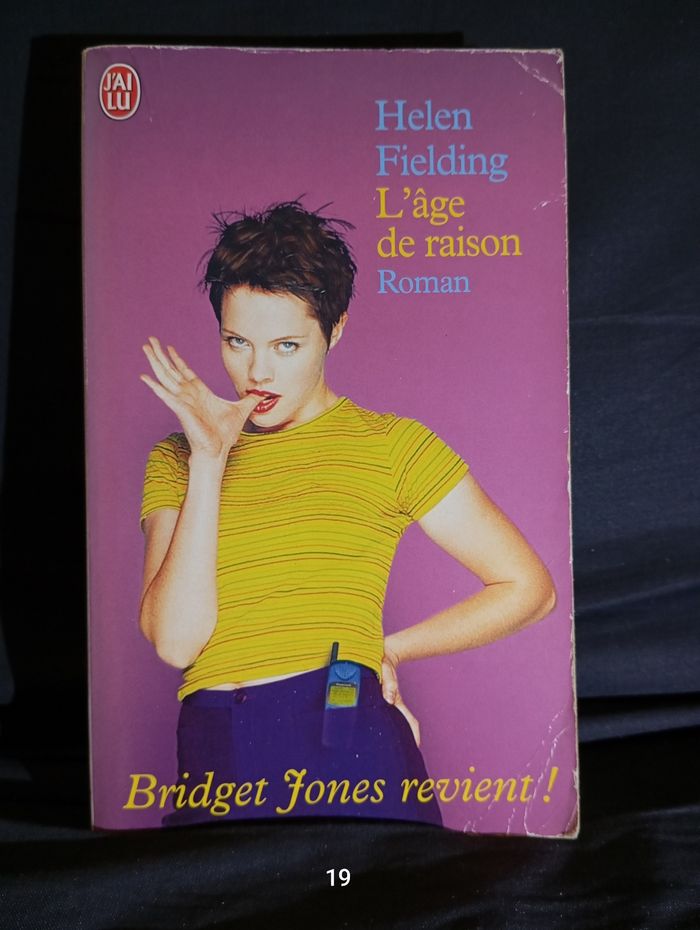 J'AI
LU
Helen
Fielding
L'âge
de raison
Roman
Bridget Jones revient !
19